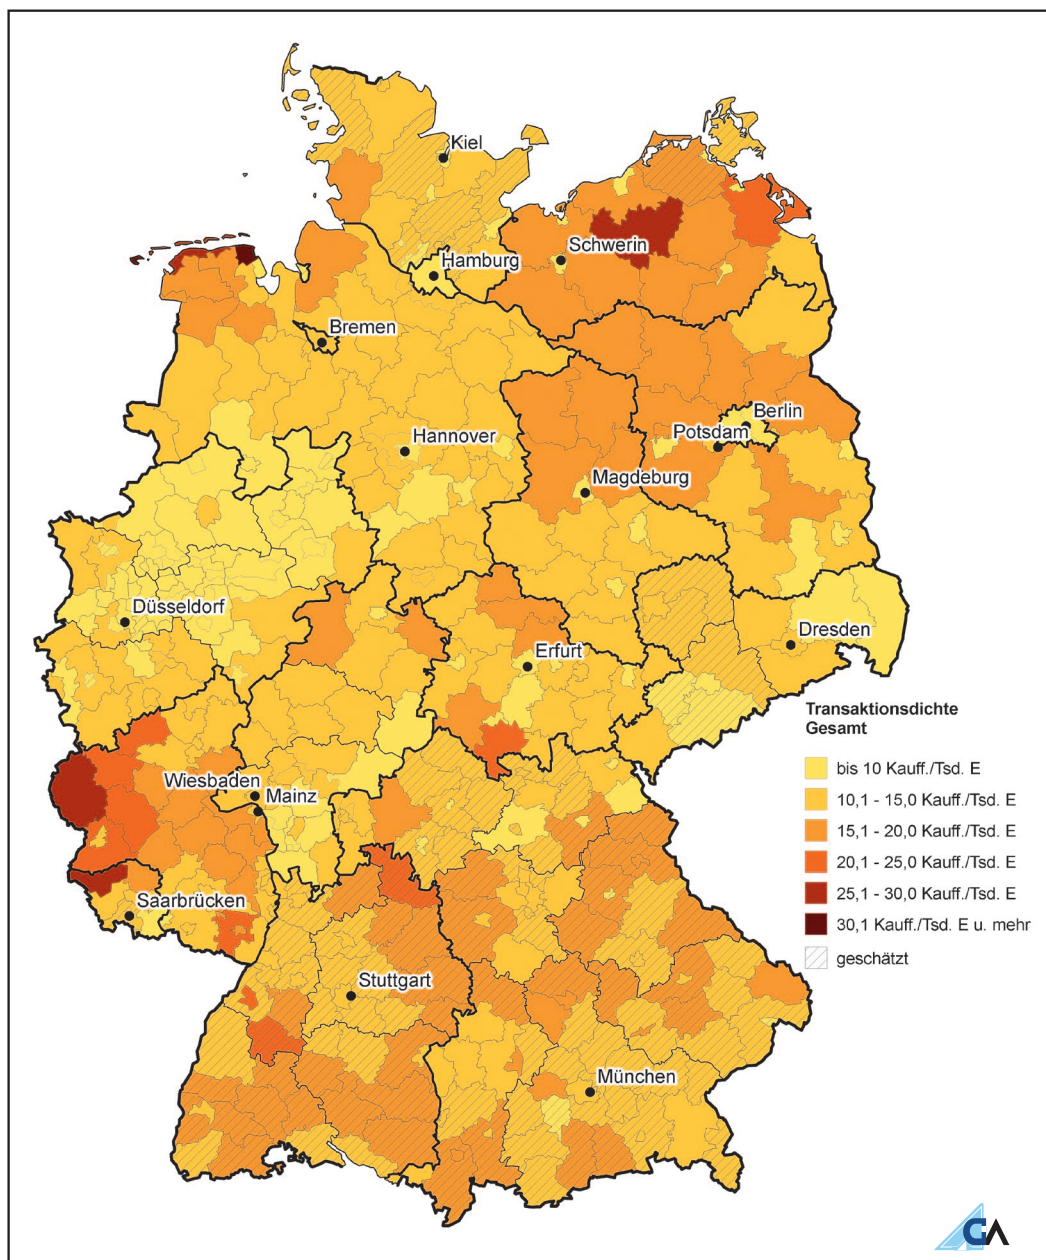 Kiel
Schwerin
Hamburg
Bremen
Berlin
Hannover
Potsdam
Magdeburg
Düsseldorf
Dresden
Erfurt
Transaktionsdichte
Gesamt
bis 10 Kauff./Tsd. E
Wiesbaden
Mainz
10,1 - 15,0 Kauff./Tsd. E
15,1 - 20,0 Kauff./Tsd. E
20,1 - 25,0 Kauff./Tsd. E
25,1 - 30,0 Kauff./Tsd. E
Saarbrücken
30,1 Kauff./Tsd. E u. mehr
geschätzt
Stuttgart
München
GA